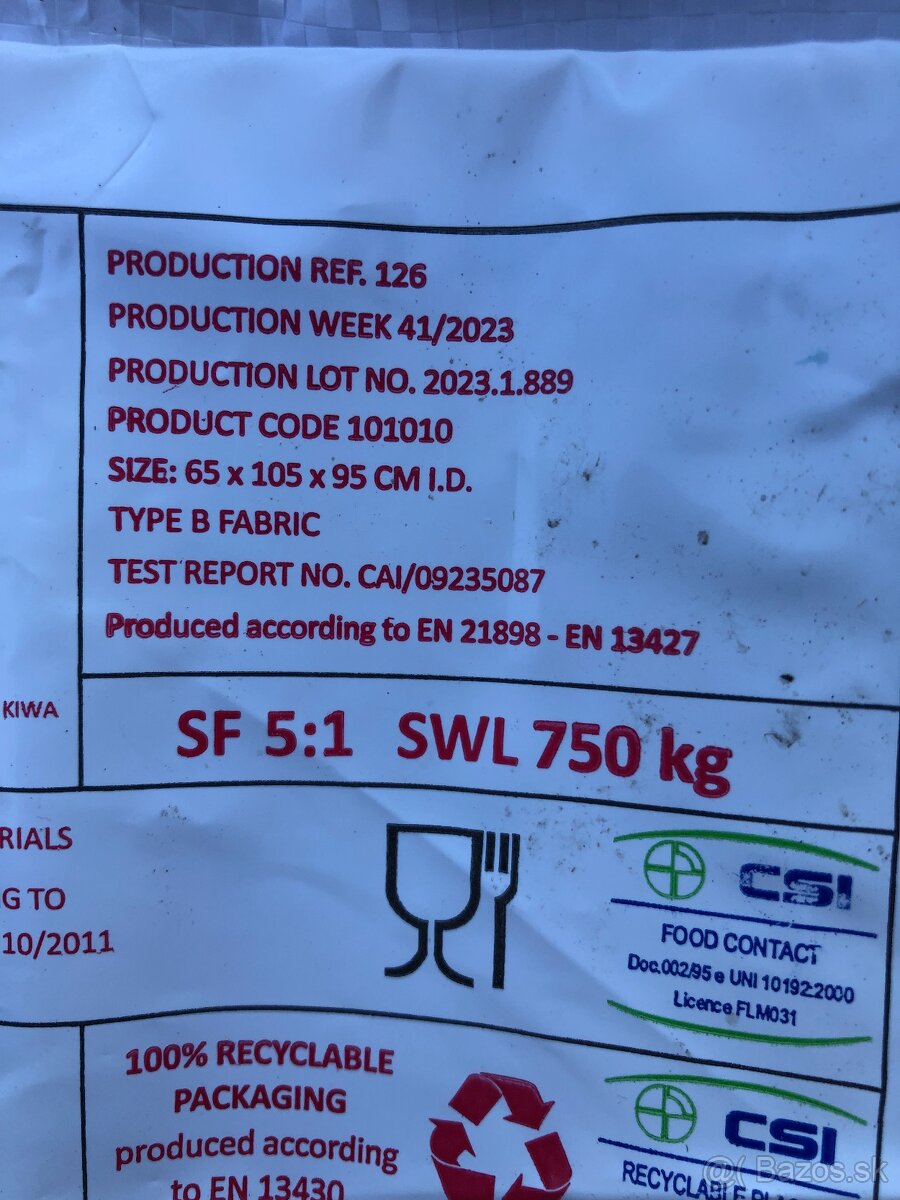 PRODUCTION REF. 126
PRODUCTION WEEK 41/2023
PRODUCTION LOT NO. 2023.1.889
PRODUCT CODE 101010
SIZE: 65 x 105 x 95 CM I.D.
TYPE B FABRIC
TEST REPORT NO. CAI/09235087
Produced according to EN 21898 - EN 13427
KIWA
SF 5:1 SWL 750 kg
RIALS
G TO
10/2011
CSI
FOOD CONTACT
Doc.002/95 e UNI 10192:2000
Licence FLM031
100% RECYCLABLE
PACKAGING
produced according
to EN 13430
CSI
RECYCLABLE
Bazos.sk